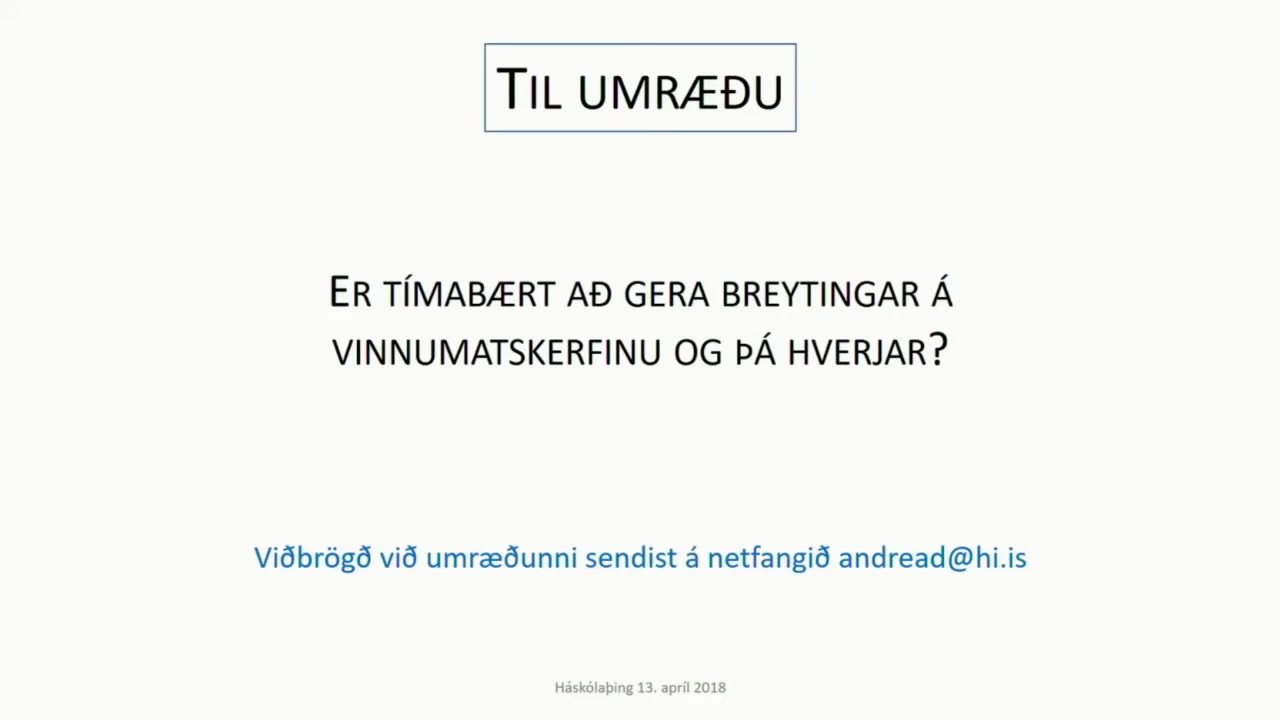 TIL UMRÆÐU
ER TÍMABÆRT AÐ GERA BREYTINGAR Á
VINNUMATSKERFINU OG ÞÁ HVERJAR?
Viðbrögð við umræðunni sendist á netfangið andread@hi.is
Háskólaþing 13. apríl 2018